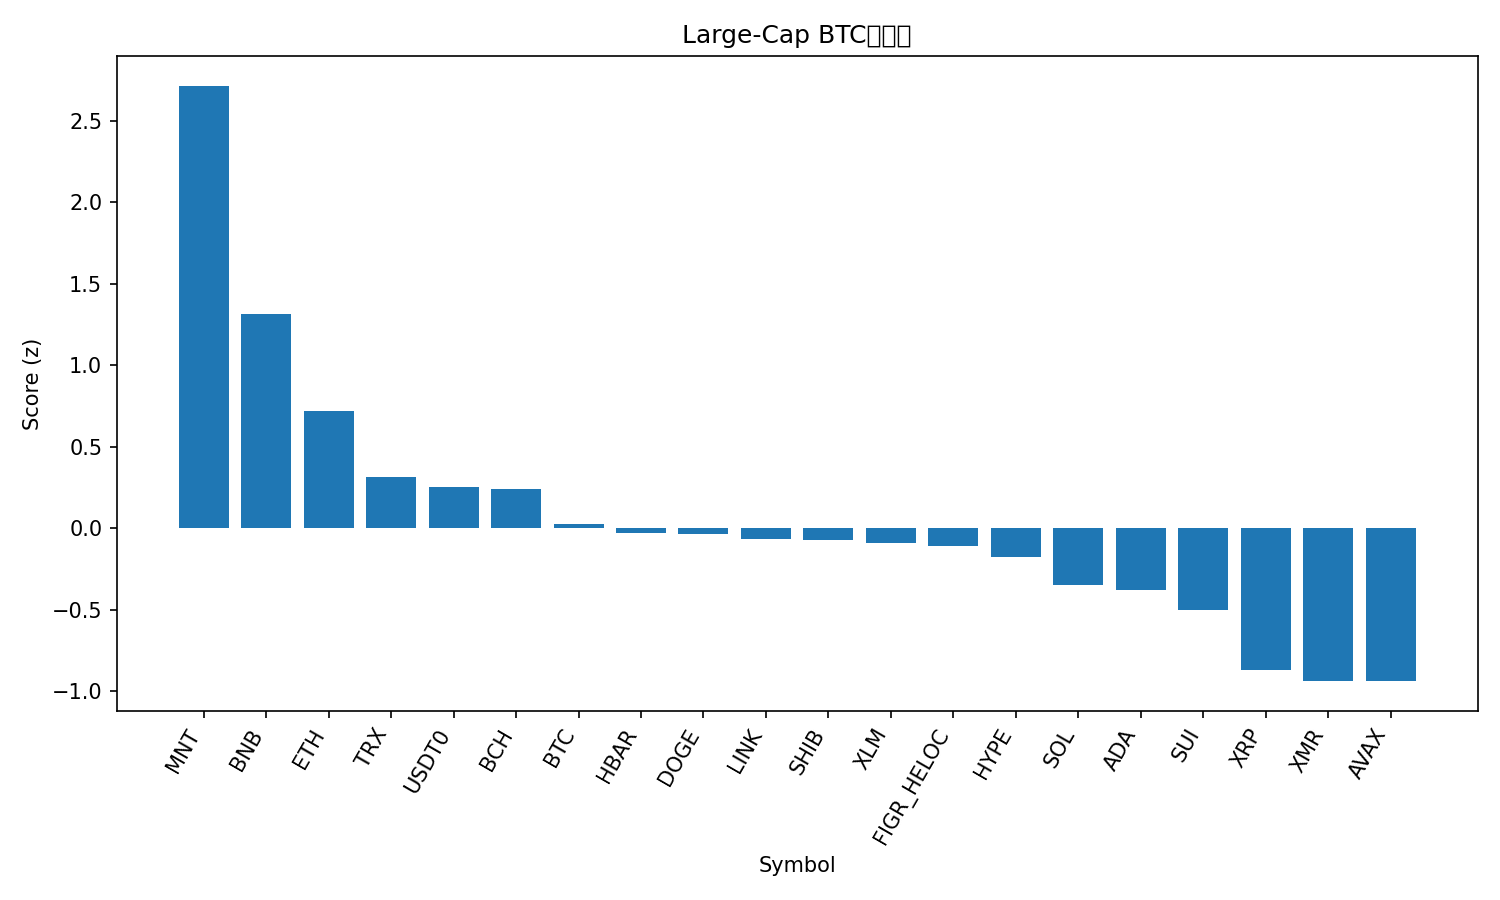 Large-Cap BTC
2.5
2.0
1.5
1.0
0.5
0.0
−0.5
−1.0
Score (z)
MNT
BNB
ETH
TRX
USDT0
BCH
BTC
HBAR
DOGE
LINK
SHIB
XLM
FIGR_HELOC
HYPE
SOL
ADA
SUI
XRP
XMR
AVAX
Symbol